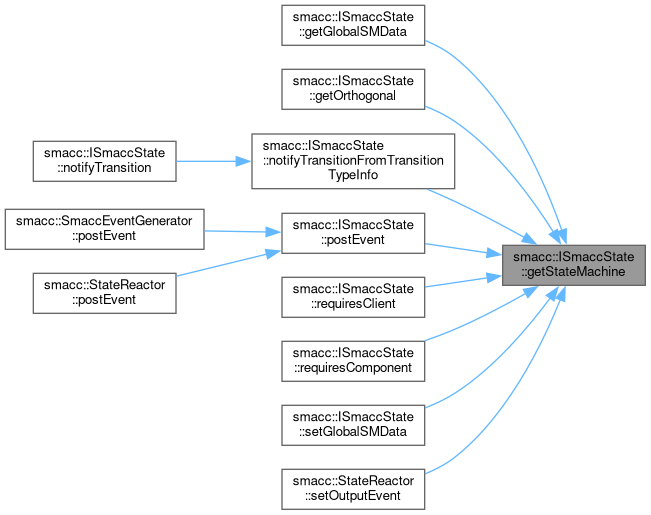 smacc::ISmaccState
::getGlobalSMData
smacc::ISmaccState
::getOrthogonal
smacc::ISmaccState
::notifyTransition
smacc::ISmaccState
::notifyTransitionFromTransition
TypeInfo
smacc::SmaccEventGenerator
::postEvent
smacc::ISmaccState
::postEvent
smacc::ISmaccState
::getStateMachine
smacc::StateReactor
::postEvent
smacc::ISmaccState
::requiresClient
smacc::ISmaccState
::requiresComponent
smacc::ISmaccState
::setGlobalSMData
smacc::StateReactor
::setOutputEvent